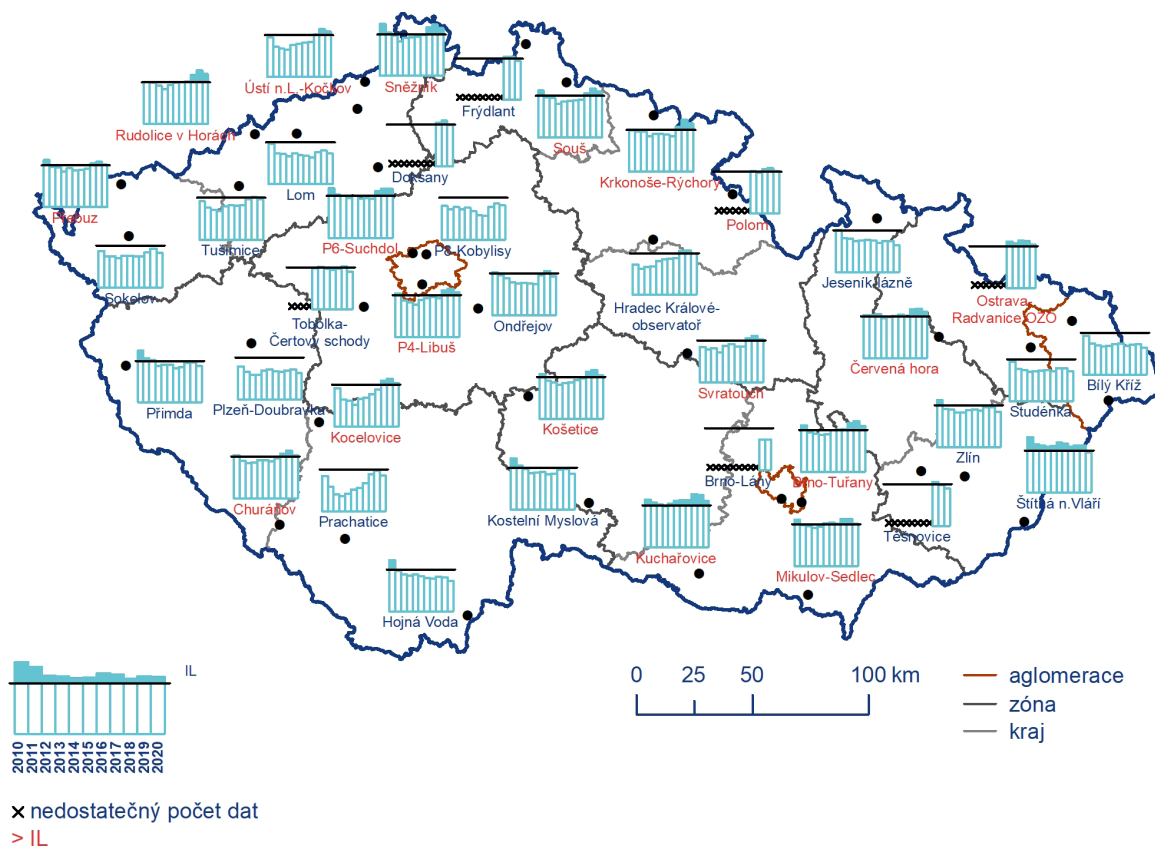 Ústí n.L.-Kočkov
Sněžník
Frýdlant
Rudolice v Horách
Souš
Lom
Doksany
Krkonoše-Rýchory
Přebuz
Tušimice
P6-Suchdol
P8-Kobylisy
Polom
Sokolov
Jeseník-lázně
Tobolka-
Čertovy schody
Ondřejov
Hradec Králové-
observatoř
Ostrava
Radvanice OZO
P4-Libuš
Červená hora
Bílý Kříž
Přimda
Plzeň-Doubravka
Svratouch
Studénka
Kocelovice
Košetice
Zlín
Brno-Lány
Brno-Tuřany
Churáňov
Prachatice
Kostelní Myslová
Štítná n.Vláří
Těšnovice
Kuchařovice
Mikulov-Sedlec
Hojná Voda
IL
2010
2011
2012
2013
2014
2015
2016
2017
2018
2019
2020
0 25 50 100 km
aglomerace
zóna
kraj
× nedostatečný počet dat
> IL